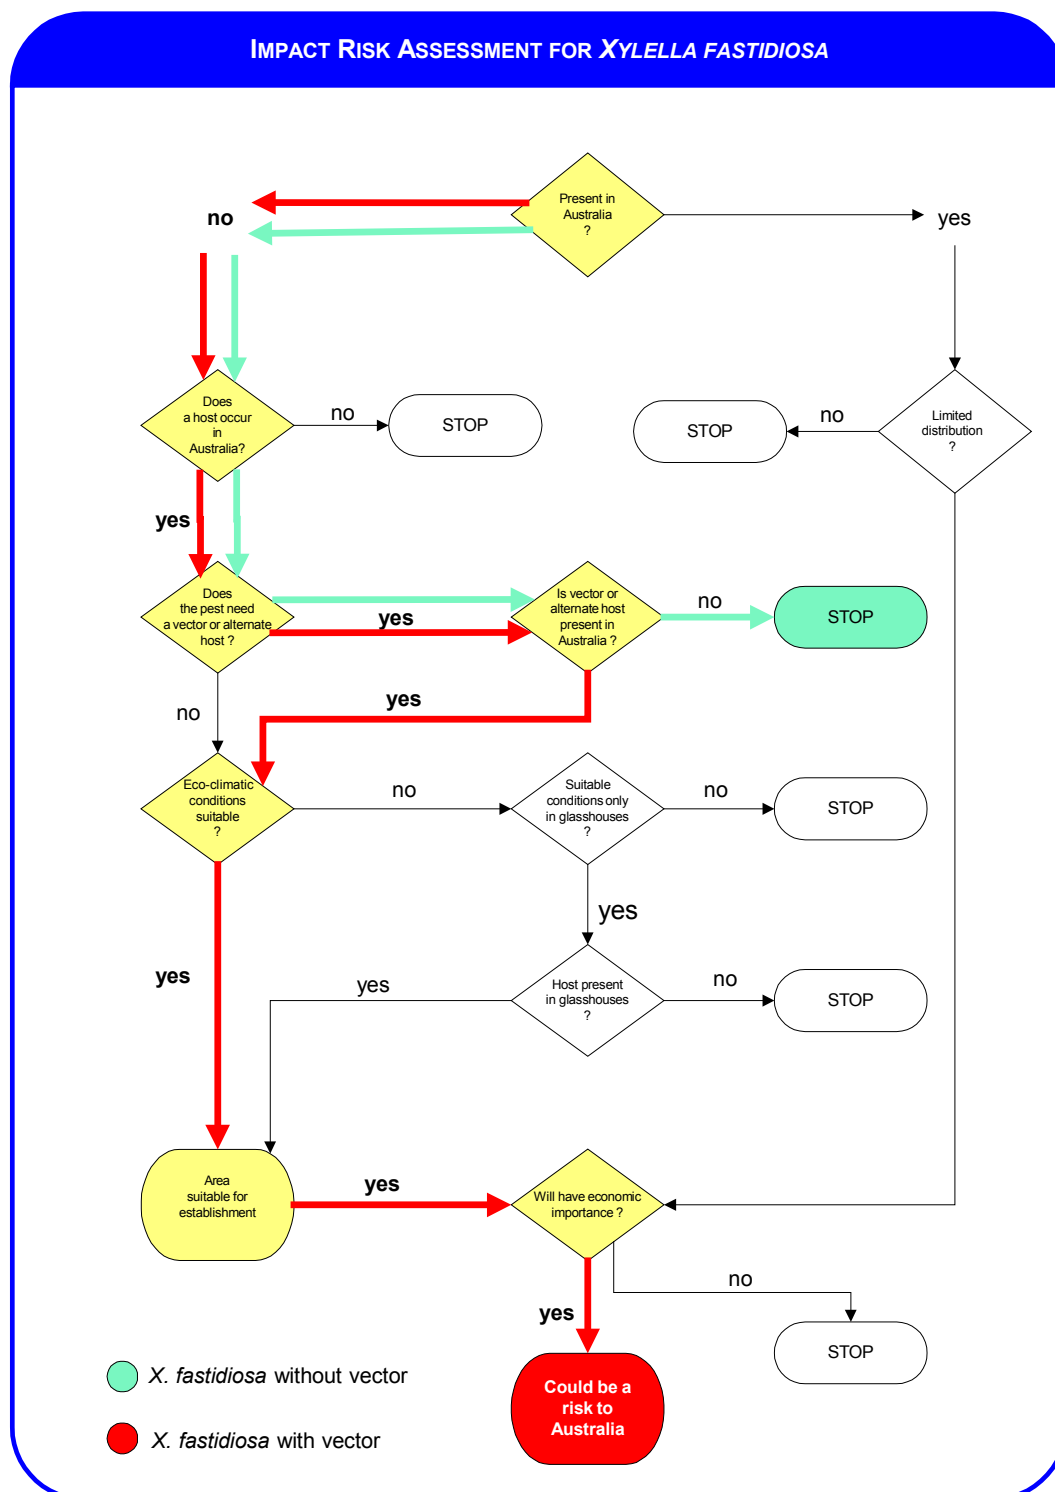 IMPACT RISK ASSESSMENT FOR XYLELLA FASTIDIOSA
Present in
Australia
?
no
yes
Does
a host occur
in
Australia?
no
STOP
STOP
no
Limited
distribution
?
yes
Does
the pest need
a vector or alternate
host ?
yes
Is vector or
alternate host
present in
Australia ?
no
STOP
yes
no
Eco-climatic
conditions
suitable
?
no
Suitable
conditions only
in glasshouses
?
no
STOP
yes
yes
yes
Host present
in glasshouses
?
no
STOP
Area
suitable for
establishment
yes
Will have economic
importance ?
no
yes
STOP
X. fastidiosa without vector
Could be a
risk to
Australia
X. fastidiosa with vector